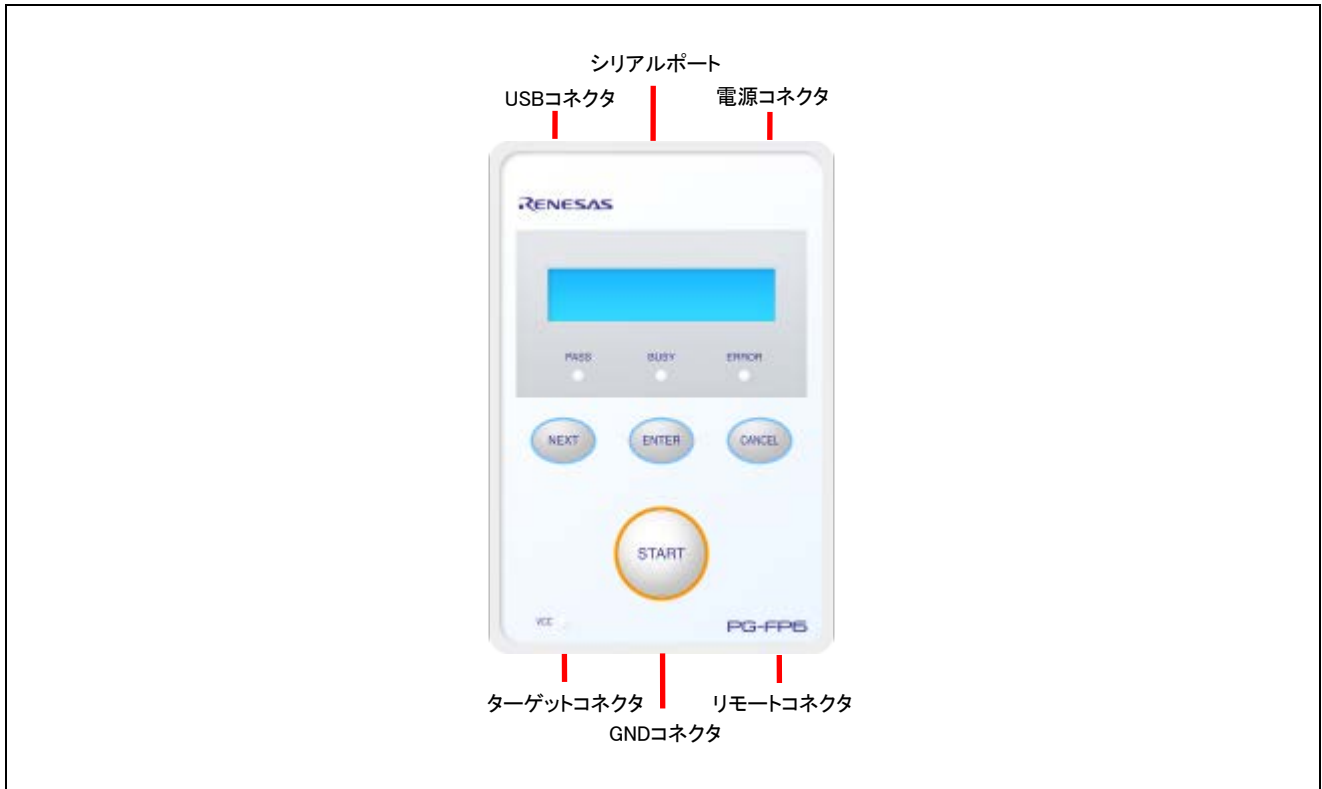 シリアルポート
USBコネクタ
電源コネクタ
RENESAS
PASS
BUSY
ERROR
NEXT
ENTER
CANCEL
START
VCC
PG-FP6
ターゲットコネクタ
リモートコネクタ
GNDコネクタ